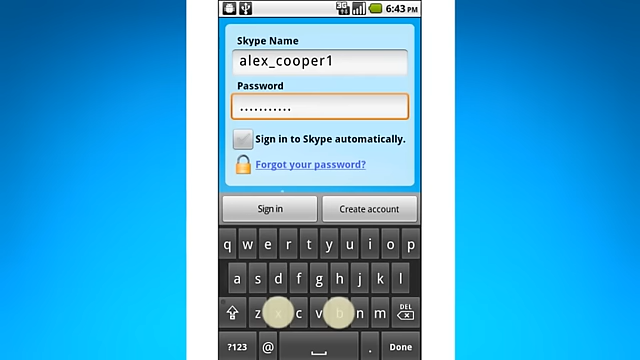 3G 6:43 PM
Skype Name
alex_cooper1
Password
...........
Sign in to Skype automatically.
Forgot your password?
Sign in Create account
q w e r t y u i o p
a s d f g h j k l
z x c v b n m DEL
?123 @ . Done